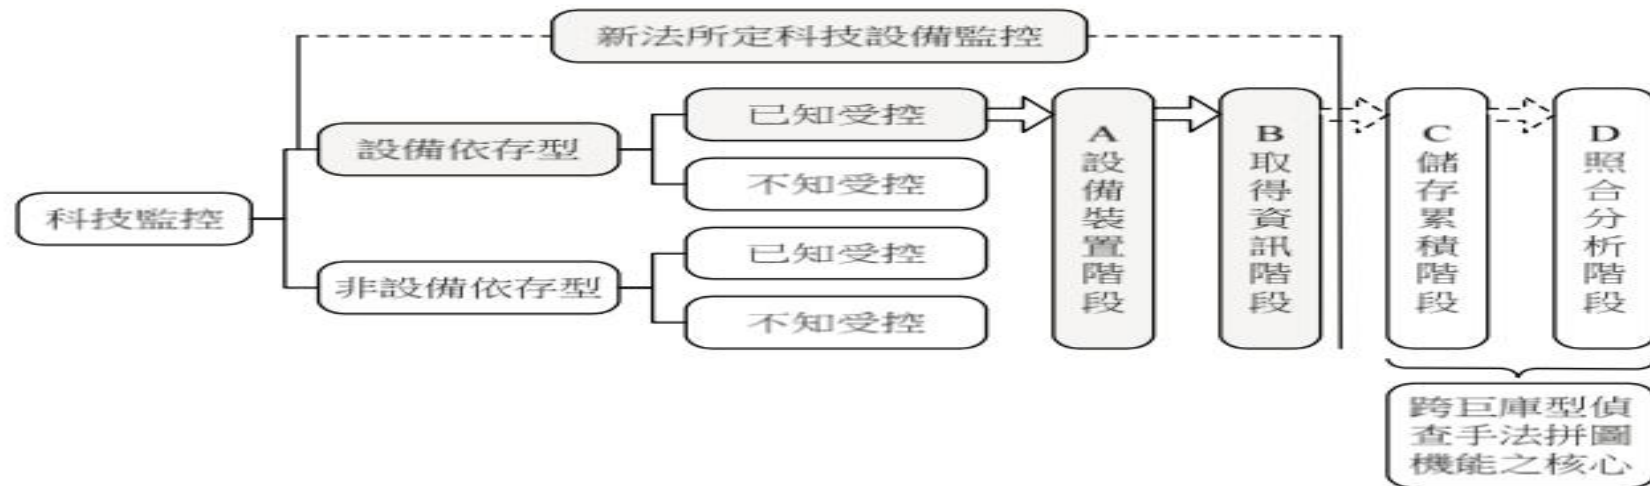 新法所定科技設備監控
科技監控
設備依存型
非設備依存型
已知受控
不知受控
已知受控
不知受控
A設備裝置階段
B取得資訊階段
C儲存累積階段
D照合分析階段
跨巨庫型偵
查手法拼圖
機能之核心